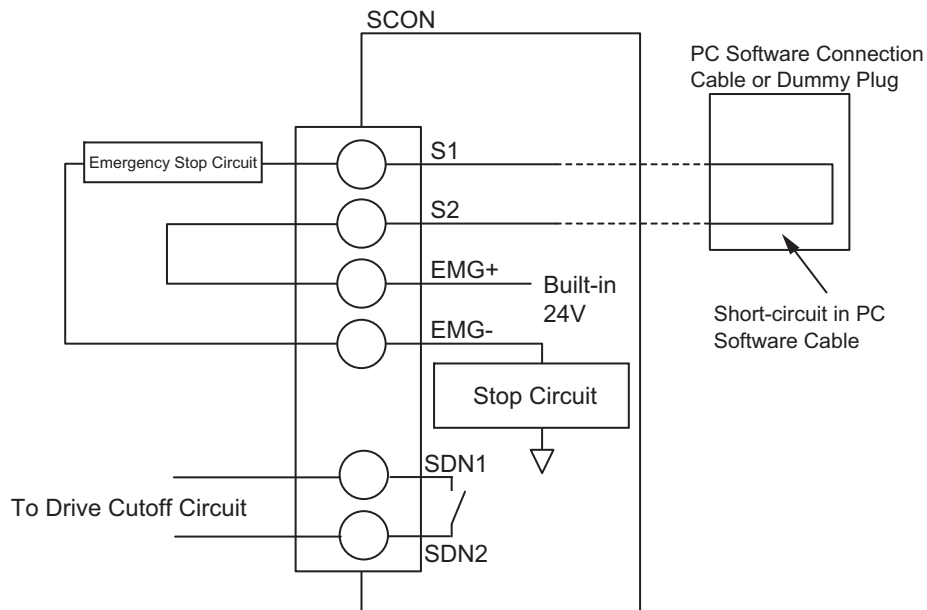 SCON
PC Software Connection
Cable or Dummy Plug
Emergency Stop Circuit
S1
S2
EMG+
Built-in
24V
EMG-
Short-circuit in PC
Software Cable
Stop Circuit
SDN1
To Drive Cutoff Circuit
SDN2